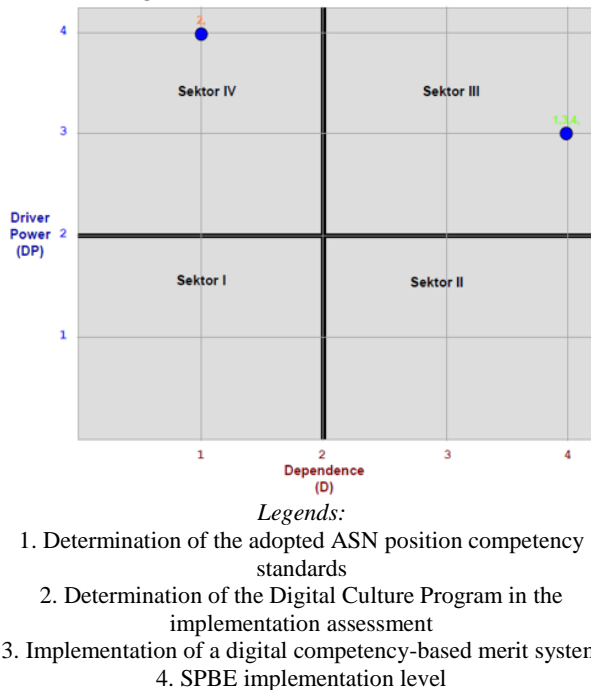 4
2,
Sektor IV
Sektor III
3
1,3,4,
Driver
Power
(DP)
2
Sektor I
Sektor II
1
1
2
3
4
Dependence
(D)
Legends:
1. Determination of the adopted ASN position competency
standards
2. Determination of the Digital Culture Program in the
implementation assessment
3. Implementation of a digital competency-based merit system
4. SPBE implementation level